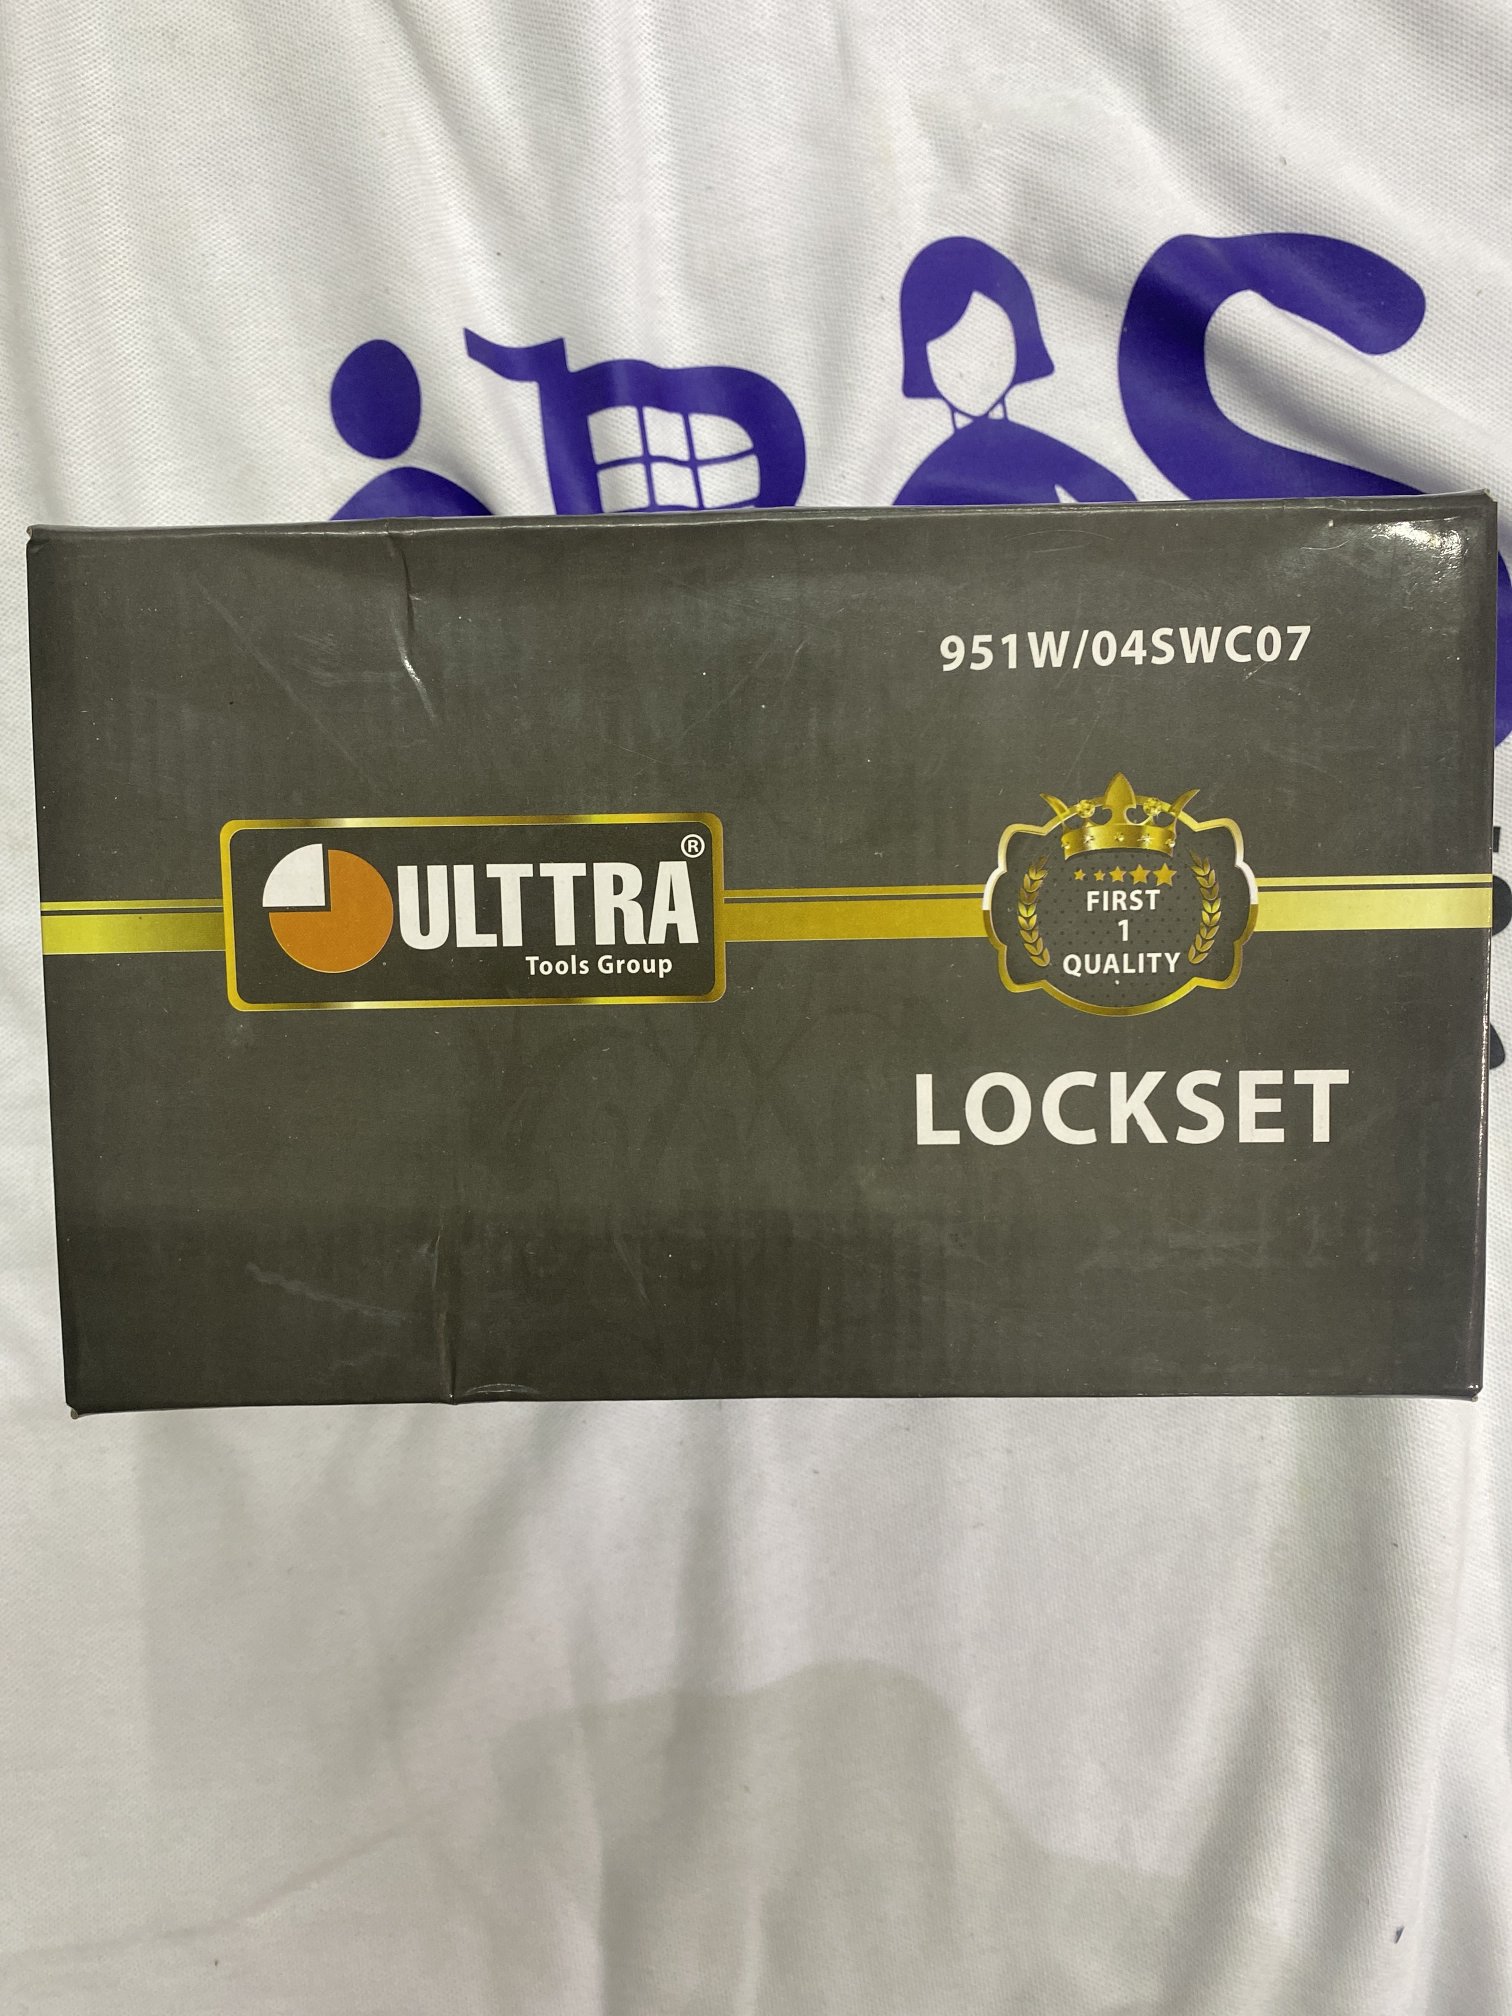 951W/04SWC07
ULTTRA®
Tools Group
FIRST
1
QUALITY
LOCKSET